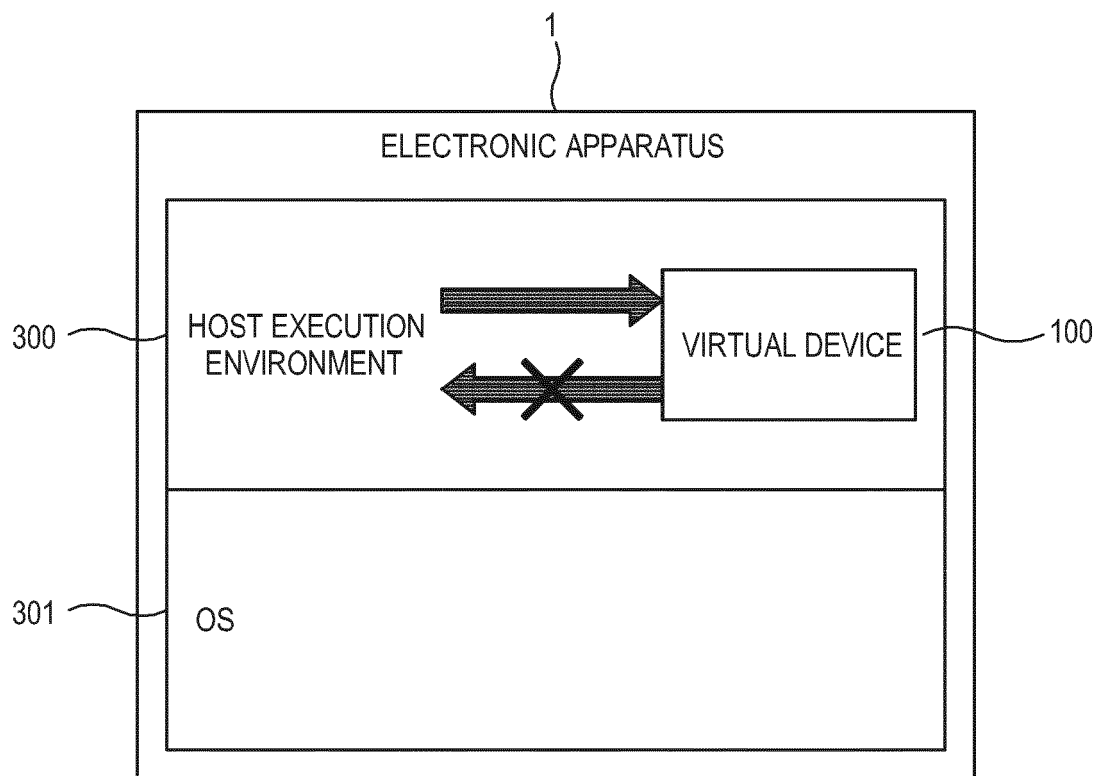 1
ELECTRONIC APPARATUS
300
HOST EXECUTION
ENVIRONMENT
VIRTUAL DEVICE
100
301
OS